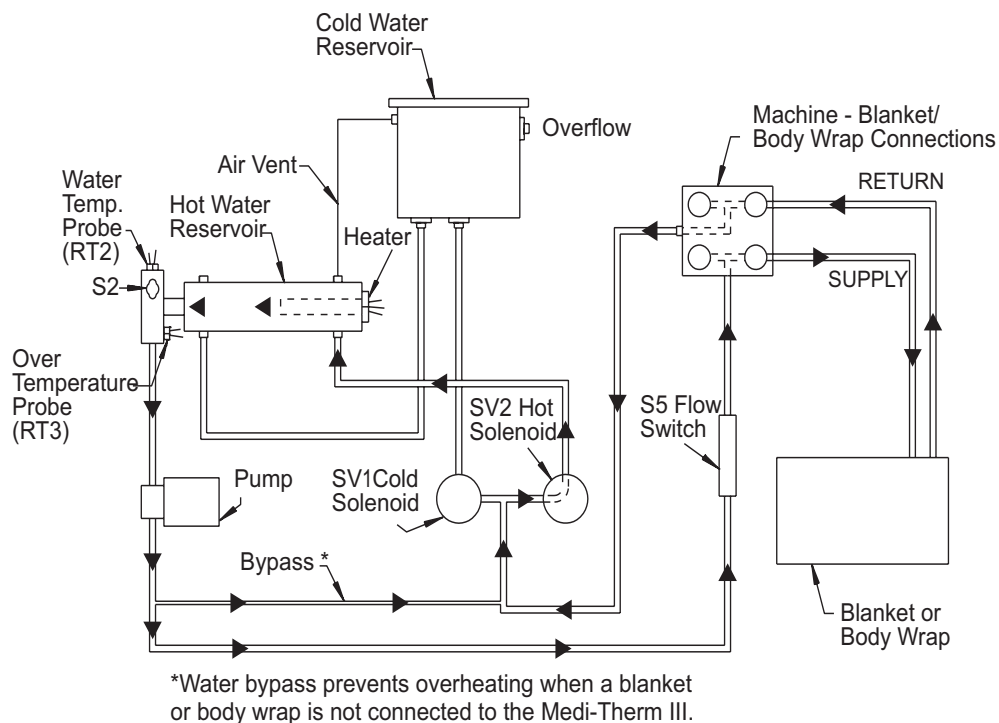 Cold Water
Reservoir
Overflow
Machine - Blanket/
Body Wrap Connections
Air Vent
Water
Temp.
Probe
(RT2)
Hot Water
Reservoir
Heater
RETURN
S2
SUPPLY
Over
Temperature
Probe
(RT3)
SV2 Hot
Solenoid
S5 Flow
Switch
Pump
SV1Cold
Solenoid
Bypass *
Blanket or
Body Wrap
*Water bypass prevents overheating when a blanket
or body wrap is not connected to the Medi-Therm III.